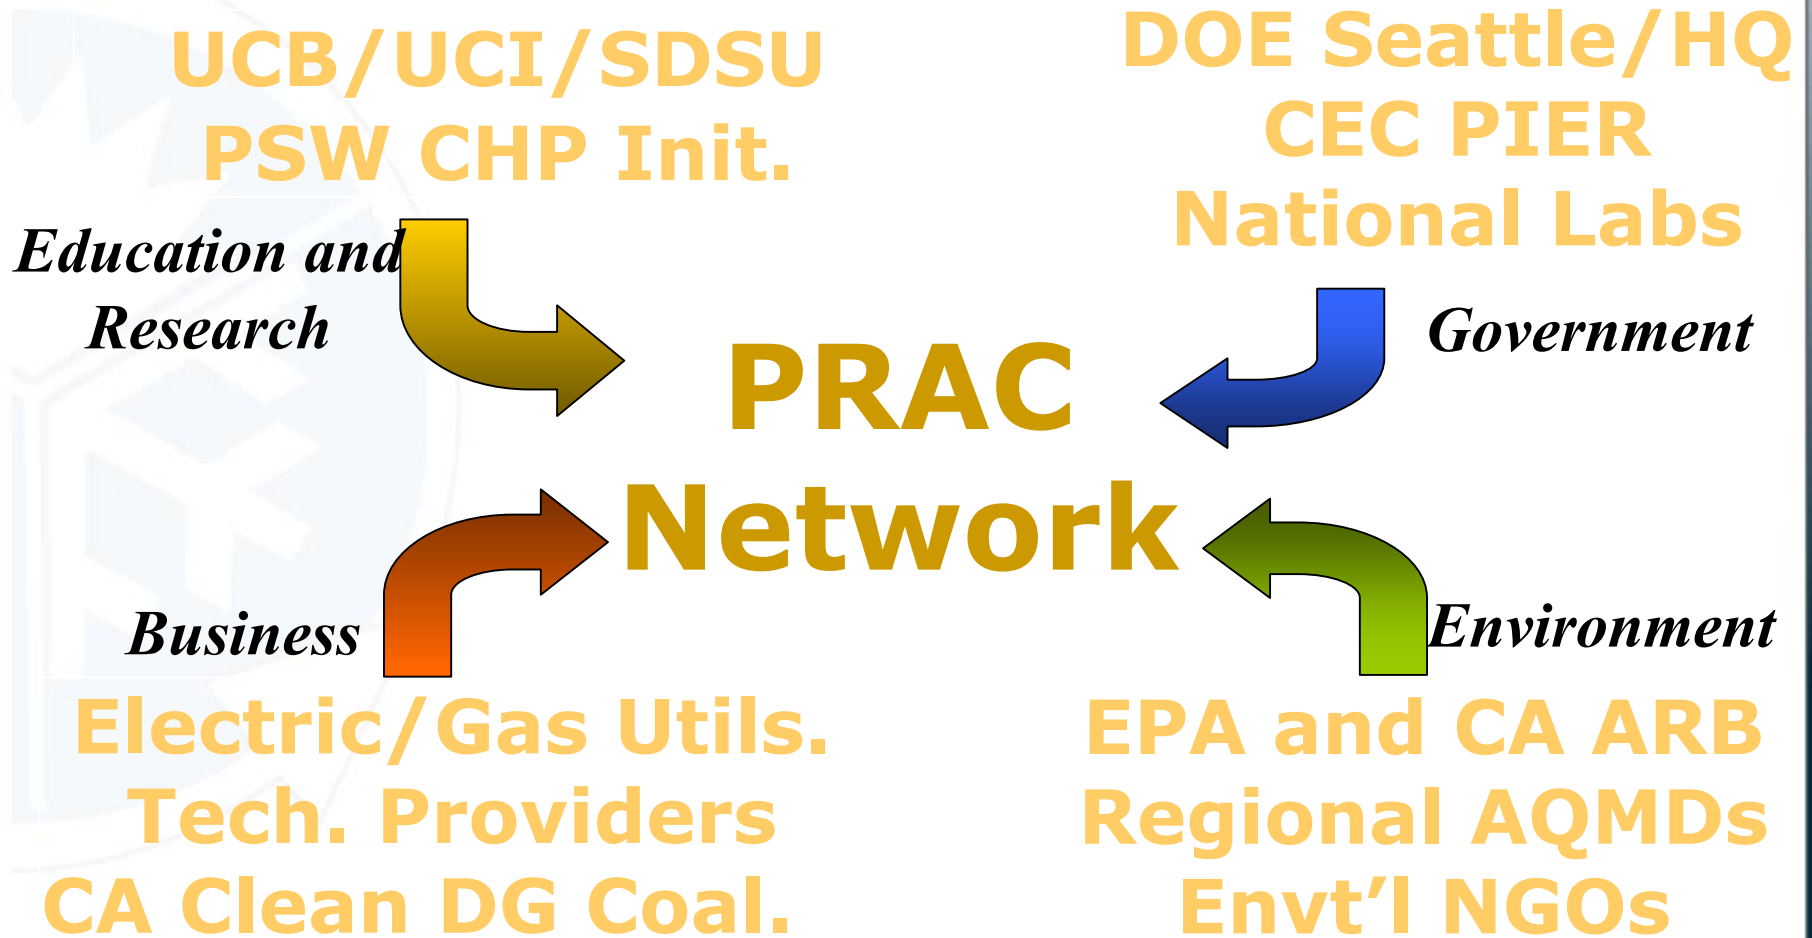 UCB/UCI/SDSU
PSW CHP Init.
DOE Seattle/HQ
CEC PIER
National Labs
Education and
Research
Government
PRAC
Network
Business
Environment
Electric/Gas Utils.
Tech. Providers
CA Clean DG Coal.
EPA and CA ARB
Regional AQMDs
Envt’l NGOs